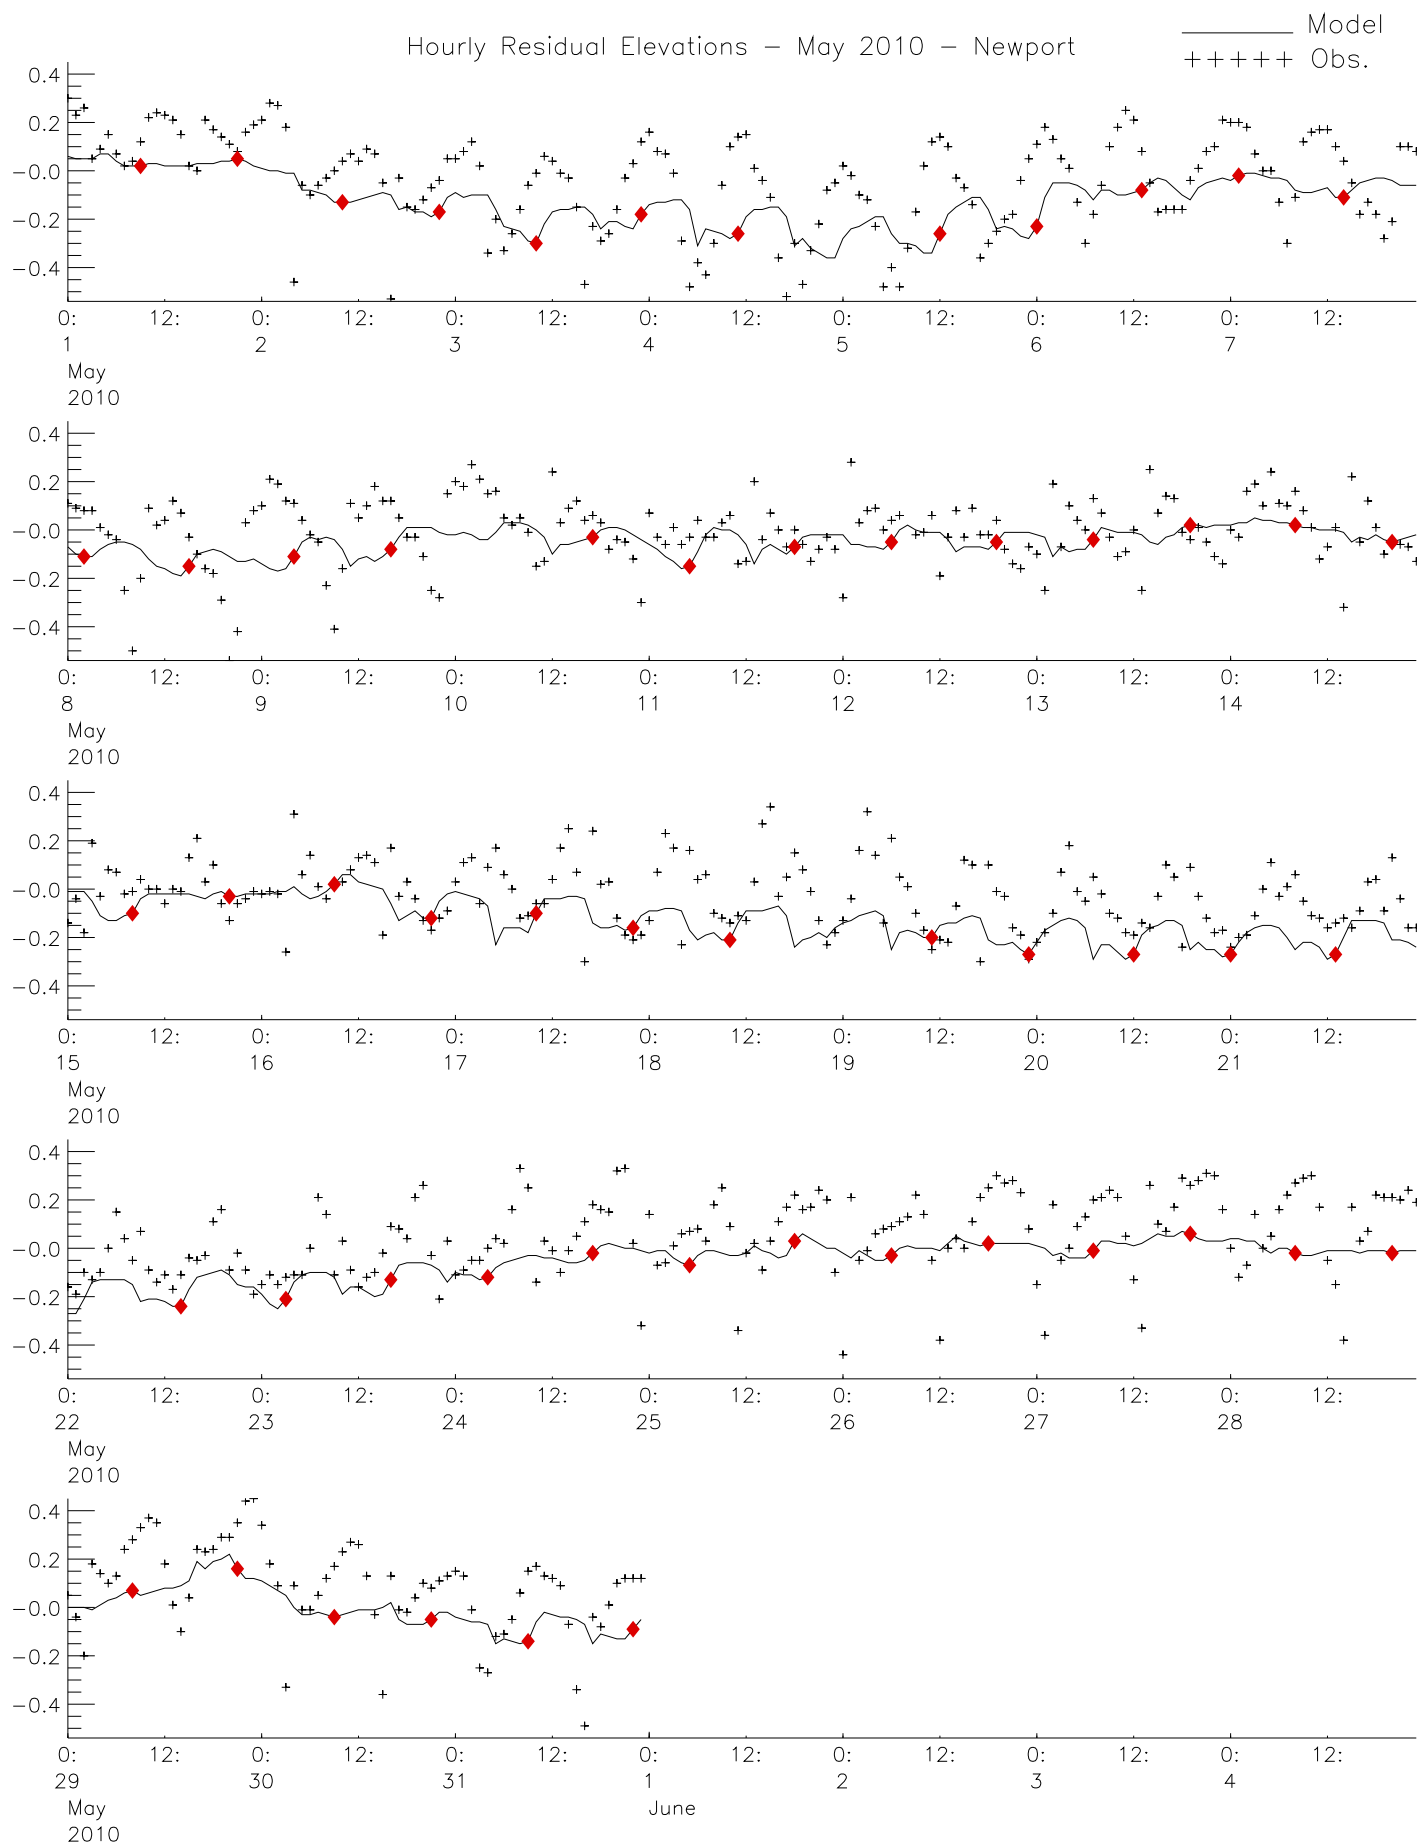 Hourly Residual Elevations − May 2010 − Newport
Model
+++++ Obs.
0.4
0.2
−0.0
−0.2
−0.4
0: 12: 0: 12: 0: 12: 0: 12: 0: 12: 0: 12: 0: 12:
1 2 3 4 5 6 7
May
2010
0.4
0.2
−0.0
−0.2
−0.4
0: 12: 0: 12: 0: 12: 0: 12: 0: 12: 0: 12: 0: 12:
8 9 10 11 12 13 14
May
2010
0.4
0.2
−0.0
−0.2
−0.4
0: 12: 0: 12: 0: 12: 0: 12: 0: 12: 0: 12: 0: 12:
15 16 17 18 19 20 21
May
2010
0.4
0.2
−0.0
−0.2
−0.4
0: 12: 0: 12: 0: 12: 0: 12: 0: 12: 0: 12: 0: 12:
22 23 24 25 26 27 28
May
2010
0.4
0.2
−0.0
−0.2
−0.4
0: 12: 0: 12: 0: 12: 0: 12: 0: 12: 0: 12: 0: 12:
29 30 31 1 2 3 4
May June
2010